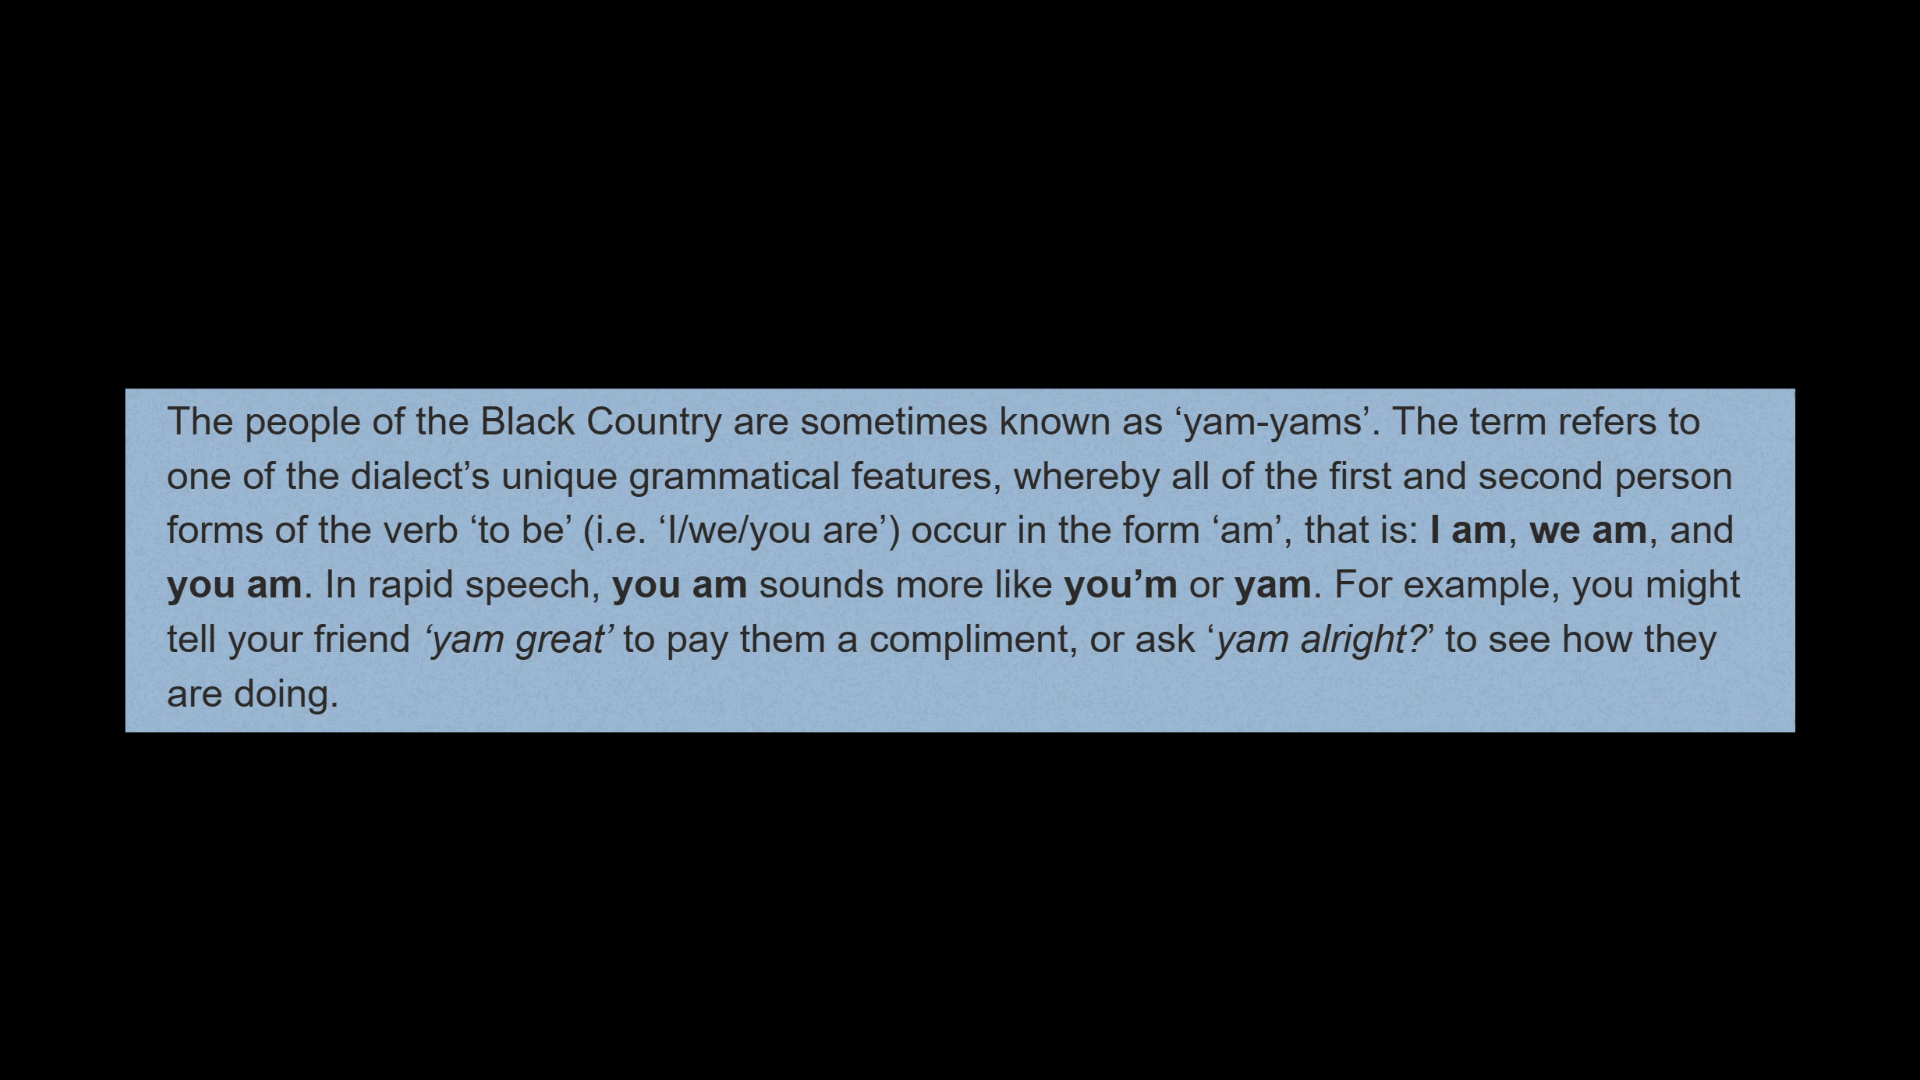 The people of the Black Country are sometimes known as ‘yam-yams’. The term refers to
one of the dialect’s unique grammatical features, whereby all of the first and second person
forms of the verb ‘to be’ (i.e. ‘I/we/you are’) occur in the form ‘am’, that is: I am, we am, and
you am. In rapid speech, you am sounds more like you’m or yam. For example, you might
tell your friend ‘yam great’ to pay them a compliment, or ask ‘yam alright?’ to see how they
are doing.